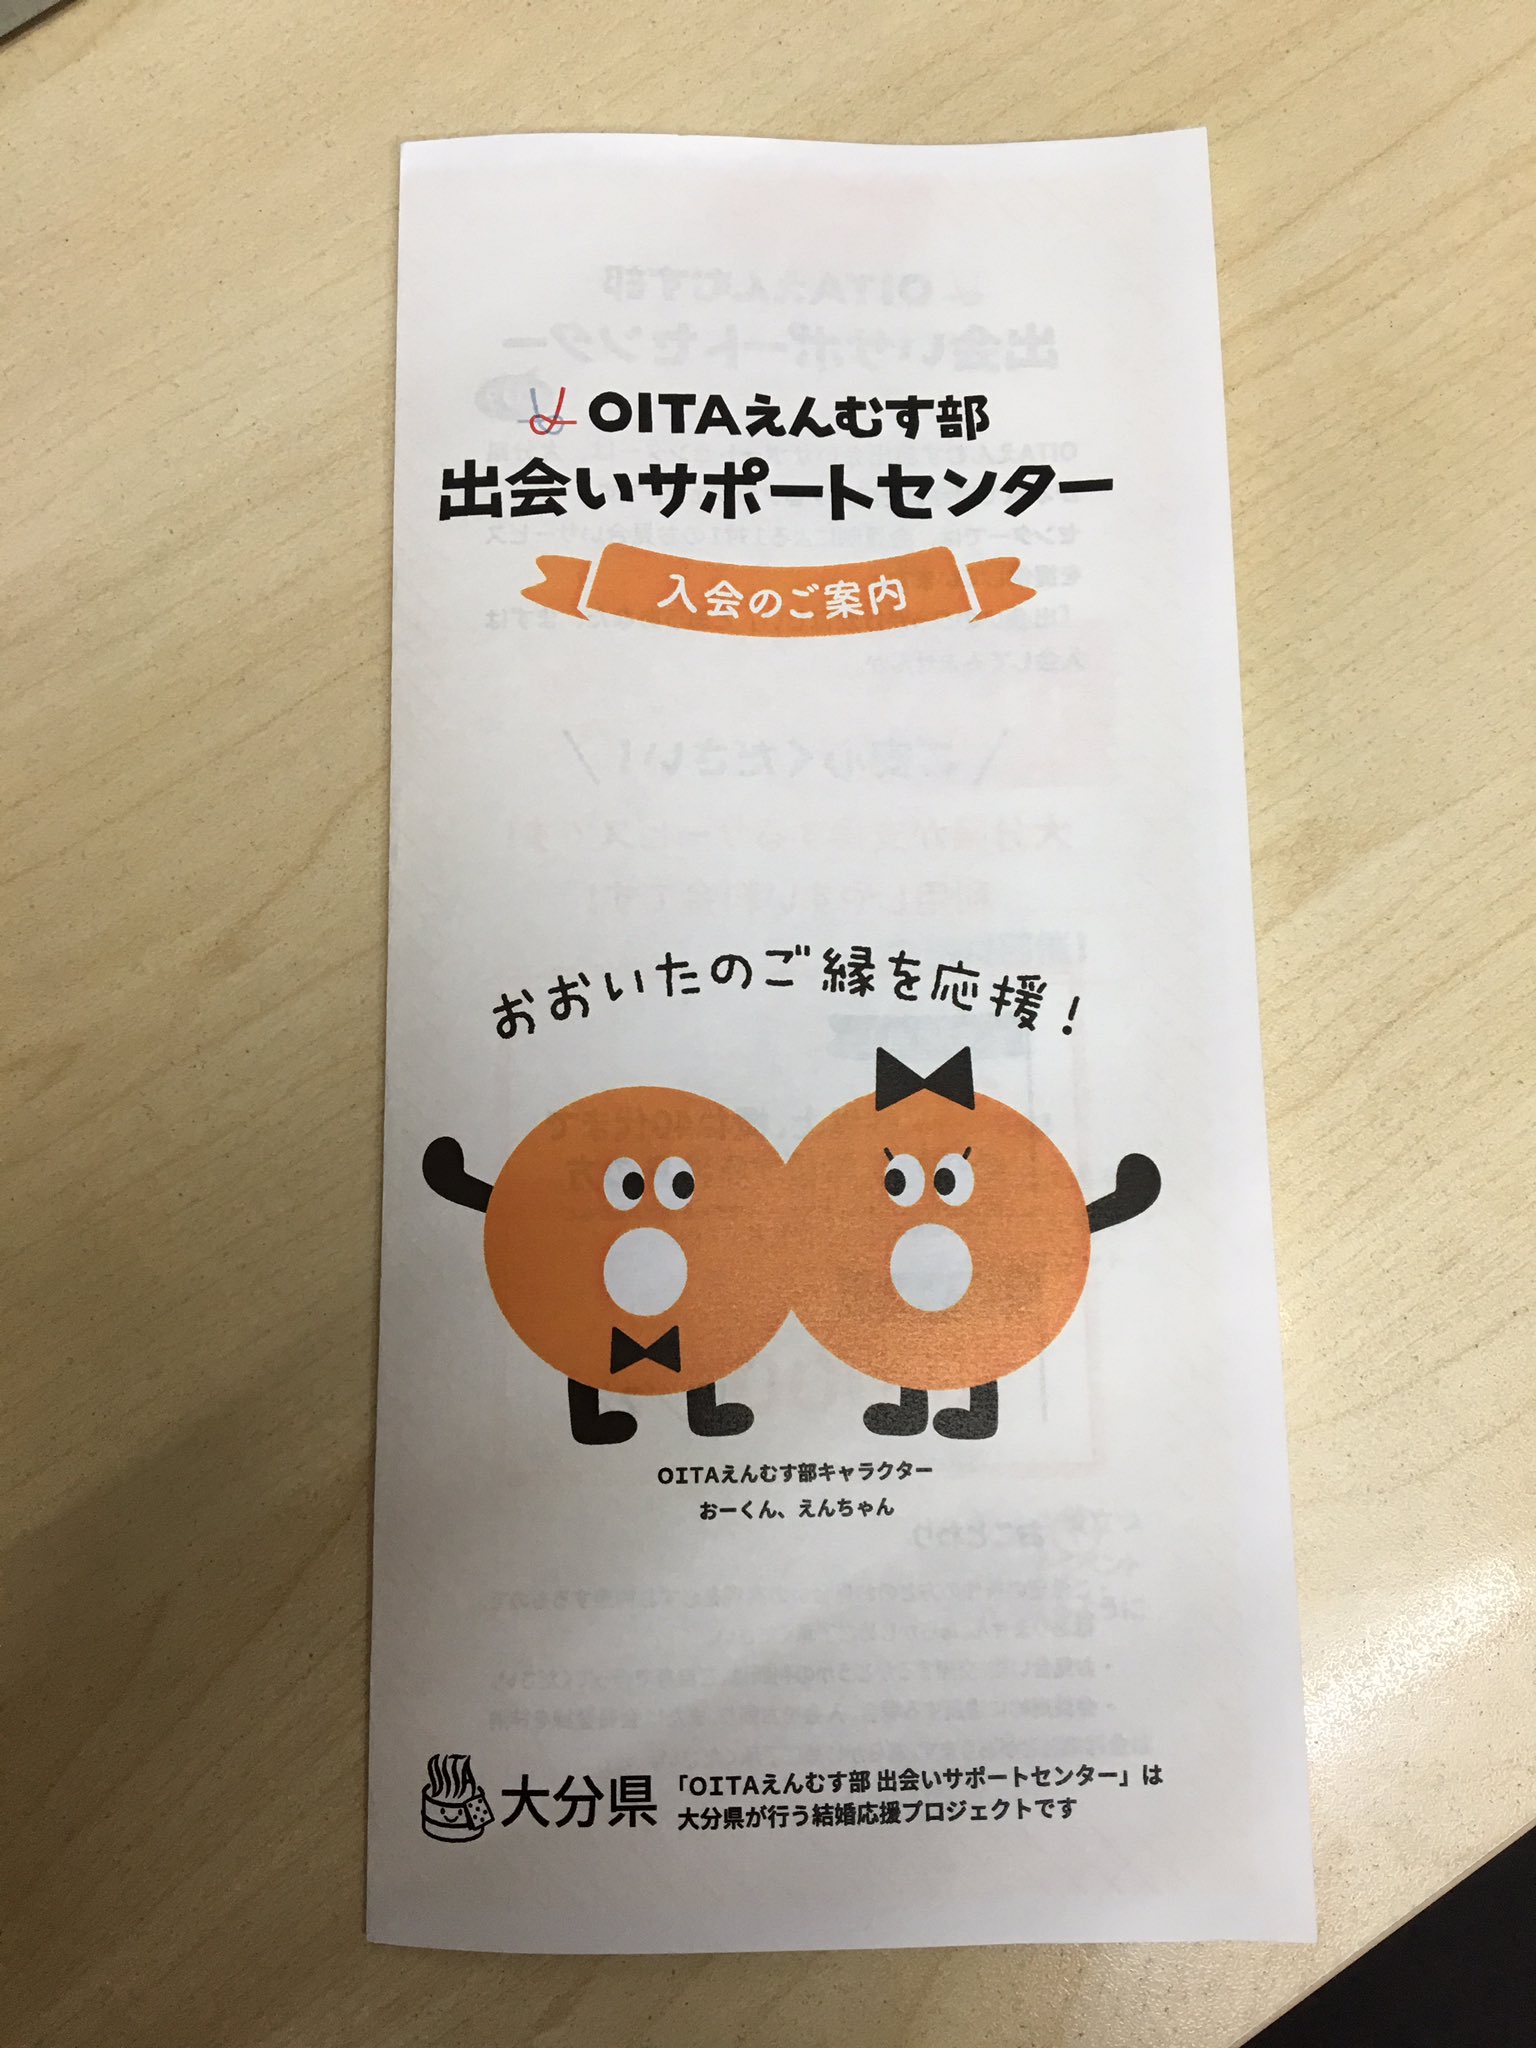 OITAえんむす部
出会いサポートセンター
入会のご案内
おおいたのご縁を応援！
OITAえんむす部キャラクター
おーくん、えんちゃん
OITA
大分県
「OITAえんむす部 出会いサポートセンター」は
大分県が行う結婚応援プロジェクトです